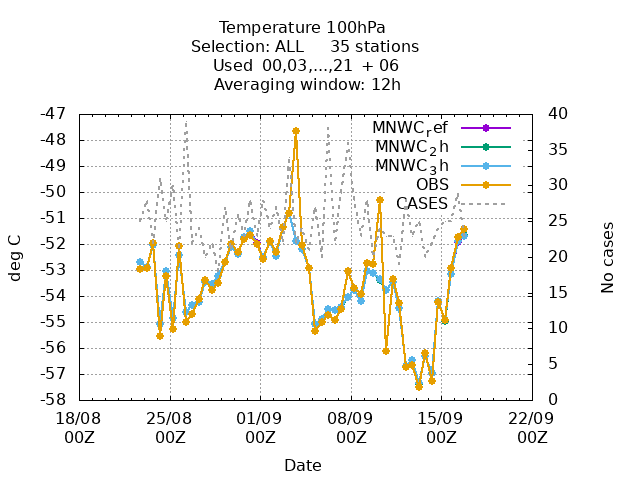 Temperature 100hPa
Selection: ALL     35 stations
Used  00,03,...,21  + 06
Averaging window: 12h
-47
-48
-49
-50
-51
-52
-53
-54
-55
-56
-57
-58
40
35
30
25
20
15
10
5
0
MNWC_ref
MNWC_2h
MNWC_3h
OBS
CASES
deg C
No cases
18/08 25/08 01/09 08/09 15/09 22/09
00Z 00Z 00Z 00Z 00Z 00Z
Date